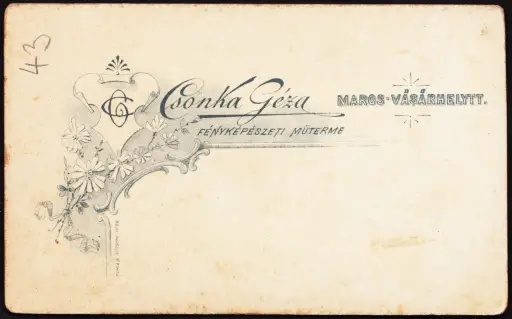 43
Csonka Géza
MAROS-VÁSÁRHELYTT.
FÉNYKÉPÉSZETI MŰTERME